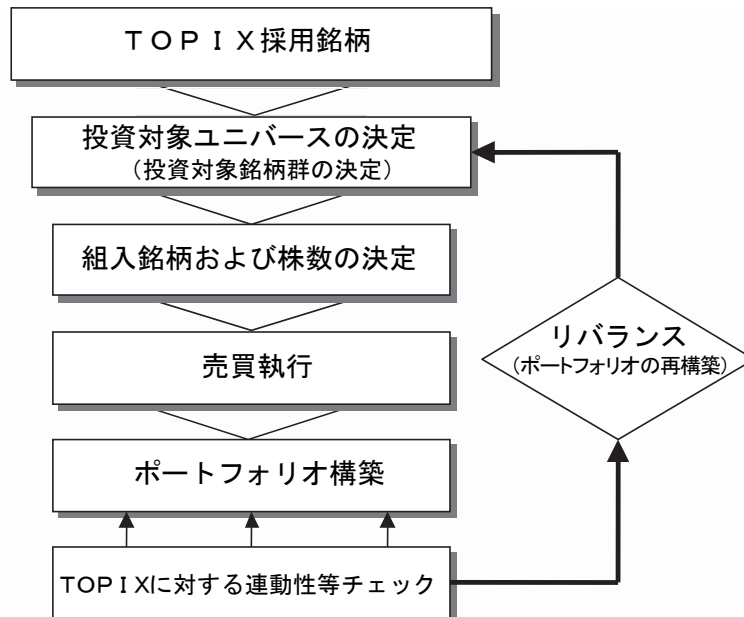 ＴＯＰＩＸ採用銘柄
投資対象ユニバースの決定
（投資対象銘柄群の決定）
組入銘柄および株数の決定
売買執行
リバランス
（ポートフォリオの再構築）
ポートフォリオ構築
ＴＯＰＩＸに対する連動性等チェック